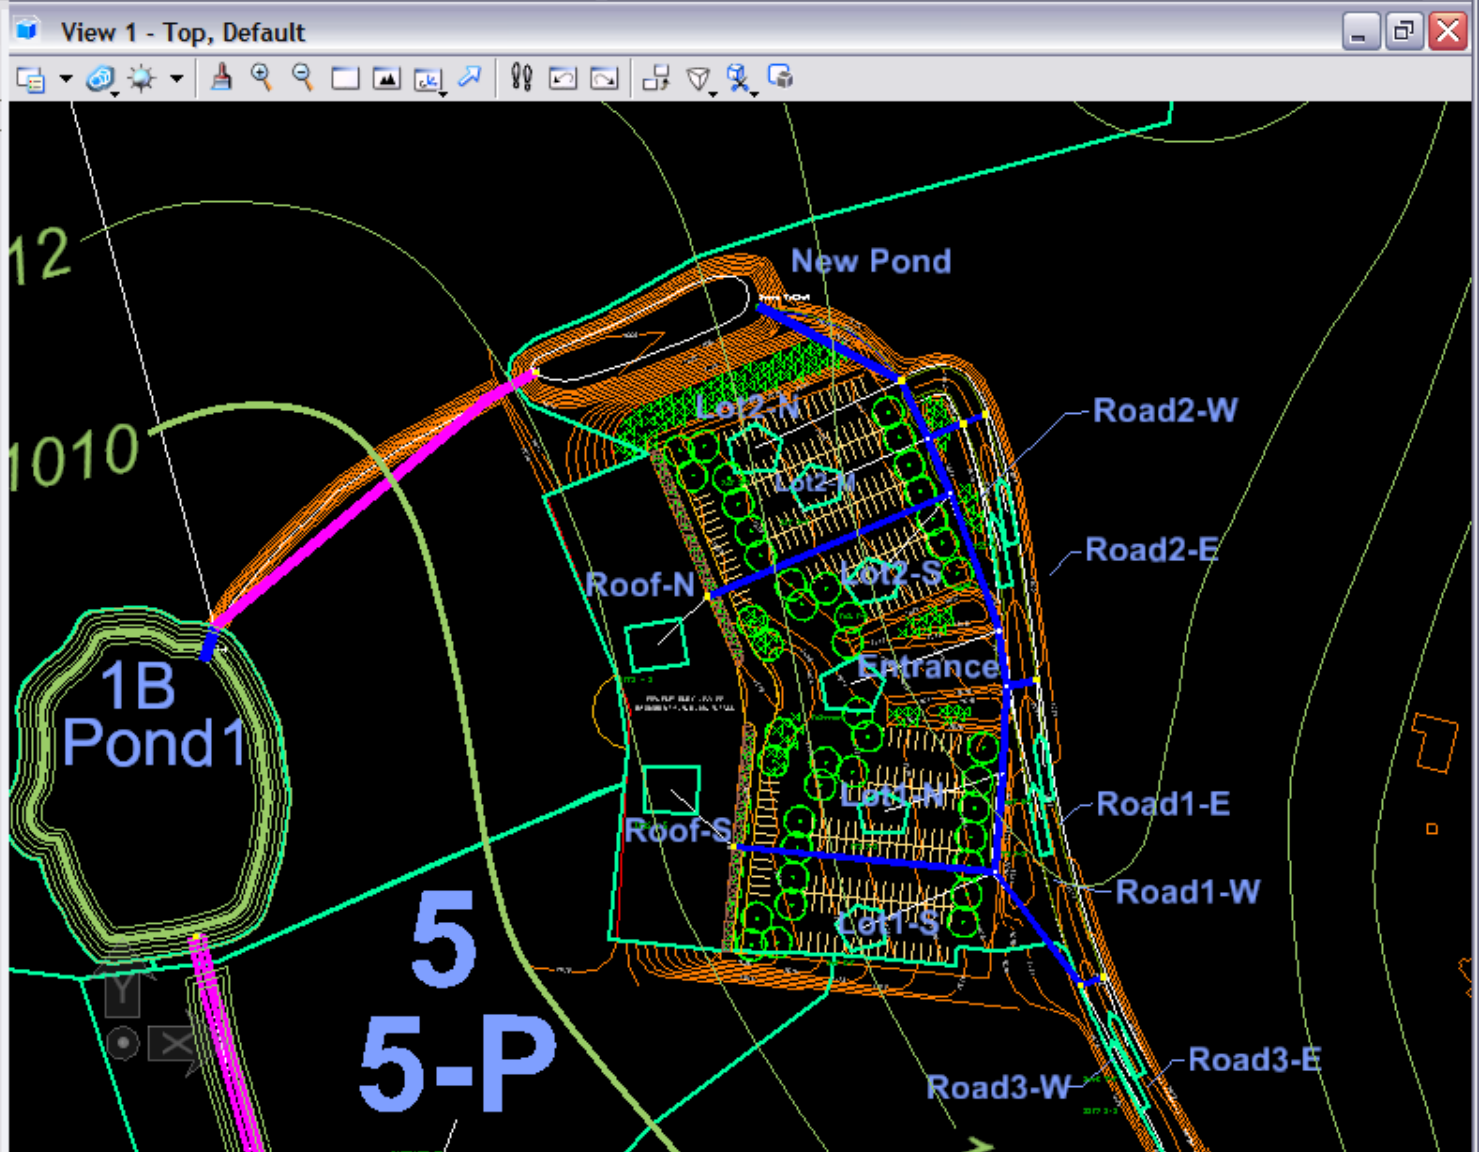 View 1 - Top, Default
New Pond
12
Lot2-N
Road2-W
1010
Lot2-M
Road2-E
Lot2-S
Roof-N
Entrance
1B
Pond1
Lot1-N
Road1-E
Roof-S
Road1-W
Lot1-S
5
Y
X
5-P
Road3-E
Road3-W